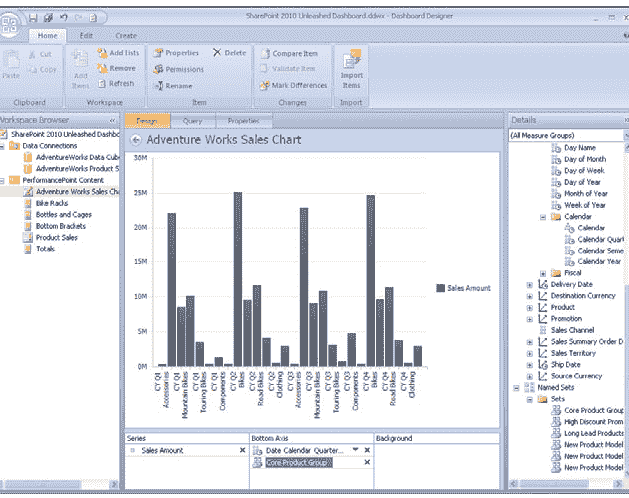 SharePoint 2010 Unleashed Dashboard.ddwx - Dashboard Designer
Home Edit Create
Paste
Cut
Copy
Clipboard
Add Items
Add Lists
Remove
Refresh
Workspace
Properties
Permissions
Rename
Delete
Item
Compare Item
Validate Item
Mark Differences
Changes
Import Items
Import
Workspace Browser
SharePoint 2010 Unleashed Dashbo
Data Connections
AdventureWorks Data Cub
AdventureWorks Product S
PerformancePoint Content
Adventure Works Sales Cha
Bike Racks
Bottles and Cages
Bottom Brackets
Product Sales
Totals
Design Query Properties
Adventure Works Sales Chart
30M
25M
20M
15M
10M
5M
0M
CY Q1
Accessories
CY Q1
Mountain Bikes
CY Q1
Touring Bikes
CY Q1
Components
CY Q2
Bikes
CY Q2
Road Bikes
CY Q2
Clothing
CY Q3
Accessories
CY Q3
Mountain Bikes
CY Q3
Touring Bikes
CY Q3
Components
CY Q4
Bikes
CY Q4
Road Bikes
CY Q4
Clothing
Sales Amount
Series
Sales Amount
Bottom Axis
Date Calendar Quarter...
Core Product Group...
Background
Details
(All Measure Groups)
Day Name
Day of Month
Day of Week
Day of Year
Month of Year
Week of Year
Calendar
Calendar
Calendar Quart
Calendar Seme
Calendar Year
Fiscal
Delivery Date
Destination Currency
Product
Promotion
Sales Channel
Sales Summary Order D
Sales Territory
Ship Date
Source Currency
Named Sets
Sets
Core Product Group
High Discount Prom
Long Lead Products
New Product Model
New Product Model
New Product Model